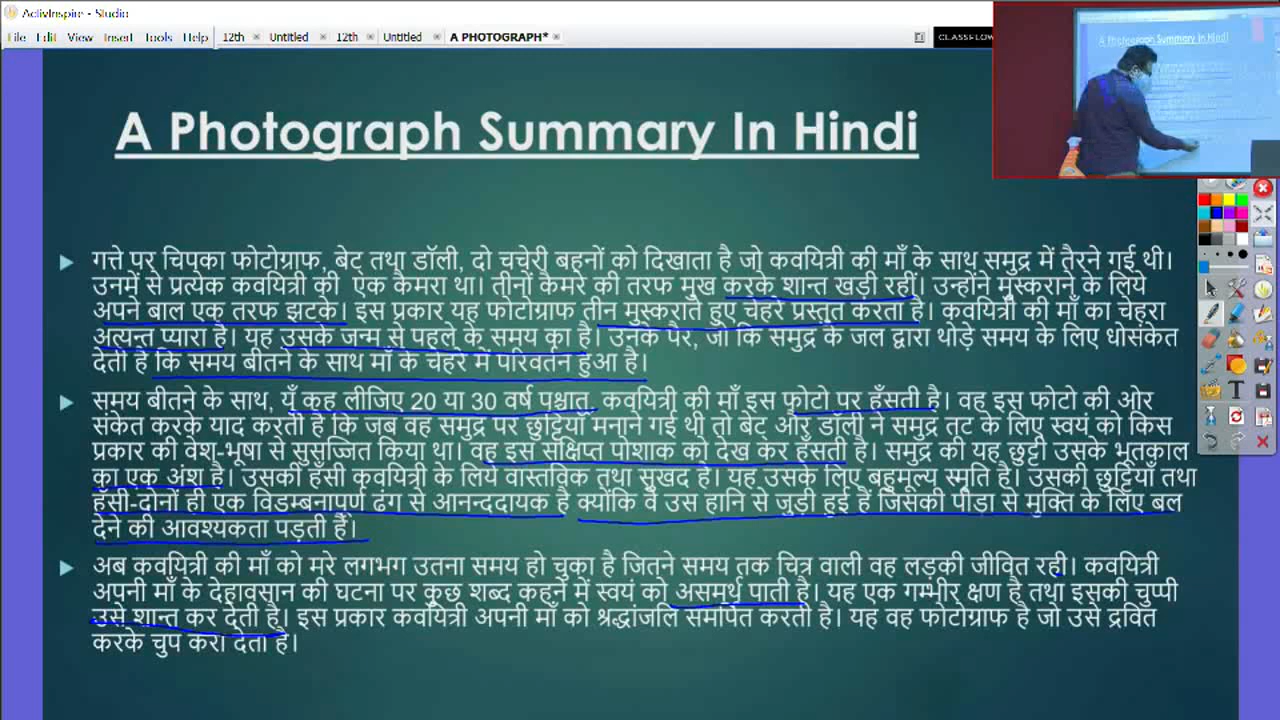 ActivInspire - Studio
File Edit View Insert Tools Help 12th Untitled 12th Untitled A PHOTOGRAPH*
CLASSFLOW
A Photograph Summary In Hindi
A Photograph Summary In Hindi
गत्ते पर चिपका फोटोग्राफ, बेट् तथा डॉली, दो चचेरी बहनों को दिखाता है जो कवयित्री की माँ के साथ समुद्र में तैरने गई थी।
उनमें से प्रत्येक कवयित्री को एक कैमरा था। तीनों कैमरे की तरफ मुख करके शान्त खड़ी रहीं। उन्होंने मुस्कराने के लिये
अपने बाल एक तरफ झटके। इस प्रकार यह फोटोग्राफ तीन मुस्कराते हुए चेहरे प्रस्तुत करता है। कवयित्री की माँ का चेहरा
अत्यन्त प्यारा है। यह उसके जन्म से पहले के समय का है। उनके पैर, जो कि समुद्र के जल द्वारा थोड़े समय के लिए धोसंकेत
देती है कि समय बीतने के साथ माँ के चेहरे में परिवर्तन हुआ है।
समय बीतने के साथ, यूँ कह लीजिए 20 या 30 वर्ष पश्चात्, कवयित्री की माँ इस फोटो पर हँसती है। वह इस फोटो की ओर
संकेत करके याद करती है कि जब वह समुद्र पर छुट्टियाँ मनाने गई थी तो बेट् और डॉली ने समुद्र तट के लिए स्वयं को किस
प्रकार की वेश-भूषा से सुसज्जित किया था। वह इस संक्षिप्त पोशाक को देख कर हँसती है। समुद्र की यह छुट्टी उसके भूतकाल
का एक अंश है। उसकी हँसी कवयित्री के लिये वास्तविक तथा सुखद है। यह उसके लिए बहुमूल्य स्मृति है। उसकी छुट्टियाँ तथा
हँसी-दोनों ही एक विडम्बनापूर्ण ढंग से आनन्ददायक है क्योंकि वे उस हानि से जुड़ी हुई हैं जिसकी पीड़ा से मुक्ति के लिए बल
देने की आवश्यकता पड़ती हैं।
अब कवयित्री की माँ को मरे लगभग उतना समय हो चुका है जितने समय तक चित्र वाली वह लड़की जीवित रही। कवयित्री
अपनी माँ के देहावसान की घटना पर कुछ शब्द कहने में स्वयं को असमर्थ पाती है। यह एक गम्भीर क्षण है तथा इसकी चुप्पी
उसे शान्त कर देती है। इस प्रकार कवयित्री अपनी माँ को श्रद्धांजलि समर्पित करती है। यह वह फोटोग्राफ है जो उसे द्रवित
करके चुप करा देता है।